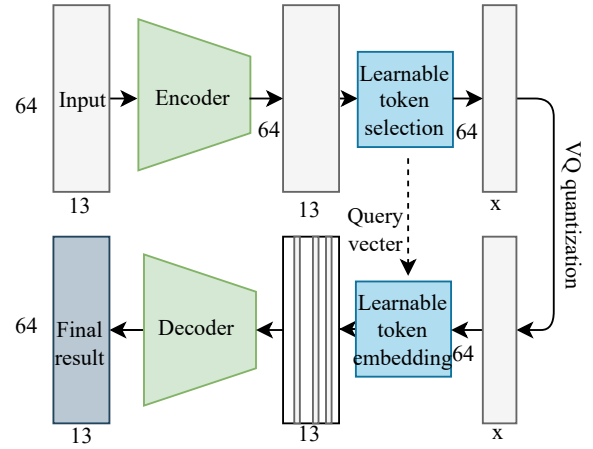 64
Input
13
Encoder
64
13
Learnable
token
selection
64
x
VQ quantization
Query
vecter
64
Final
result
13
Decoder
13
Learnable
token
embedding
64
x